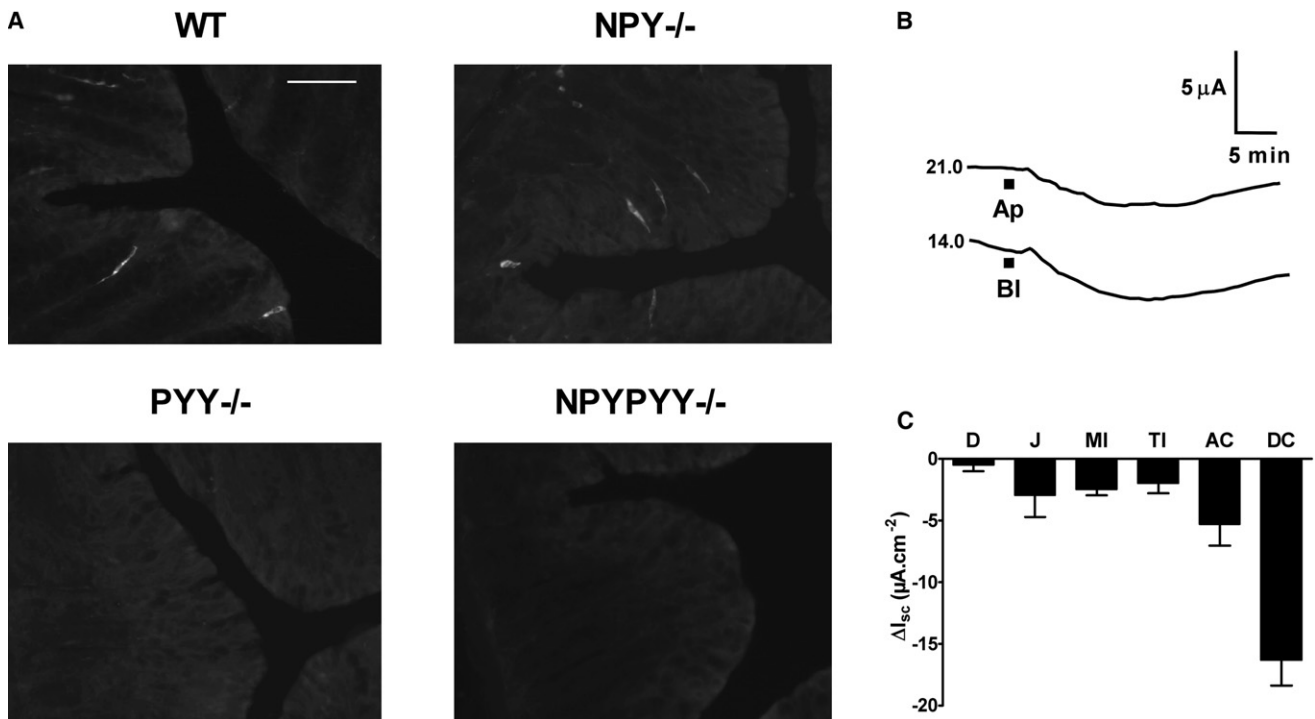 A
WT
NPY-/-
PYY-/-
NPYPYY-/-
B
5 µA
5 min
21.0
Ap
14.0
Bl
C
D J MI TI AC DC
0
-5
-10
-15
-20
ΔIsc (µA.cm-2)